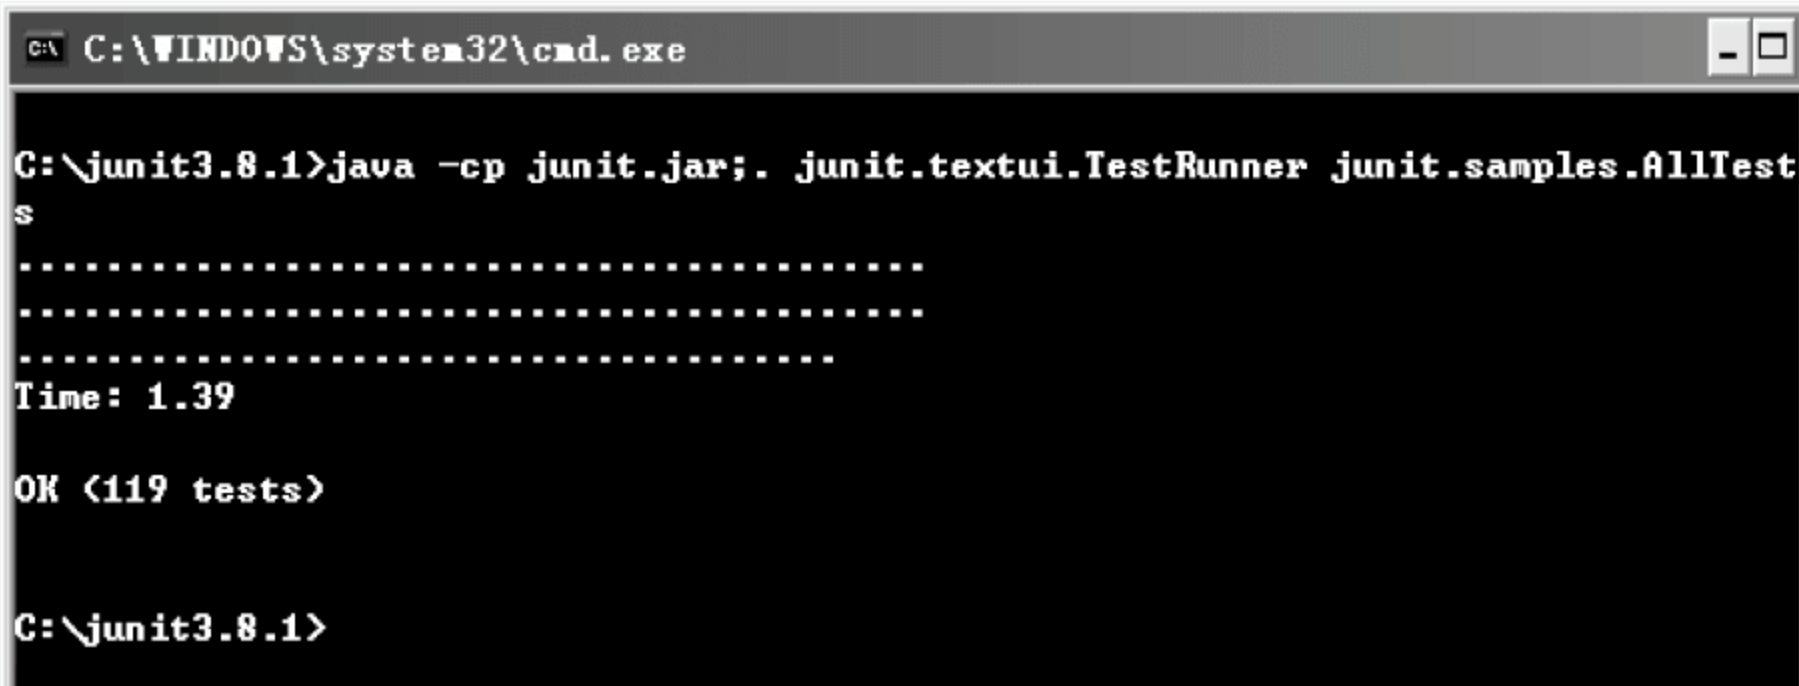 C:\WINDOWS\system32\cmd.exe
C:\junit3.8.1>java -cp junit.jar;. junit.textui.TestRunner junit.samples.AllTest
s
.........................................
.........................................
.....................................
Time: 1.39
OK (119 tests)
C:\junit3.8.1>